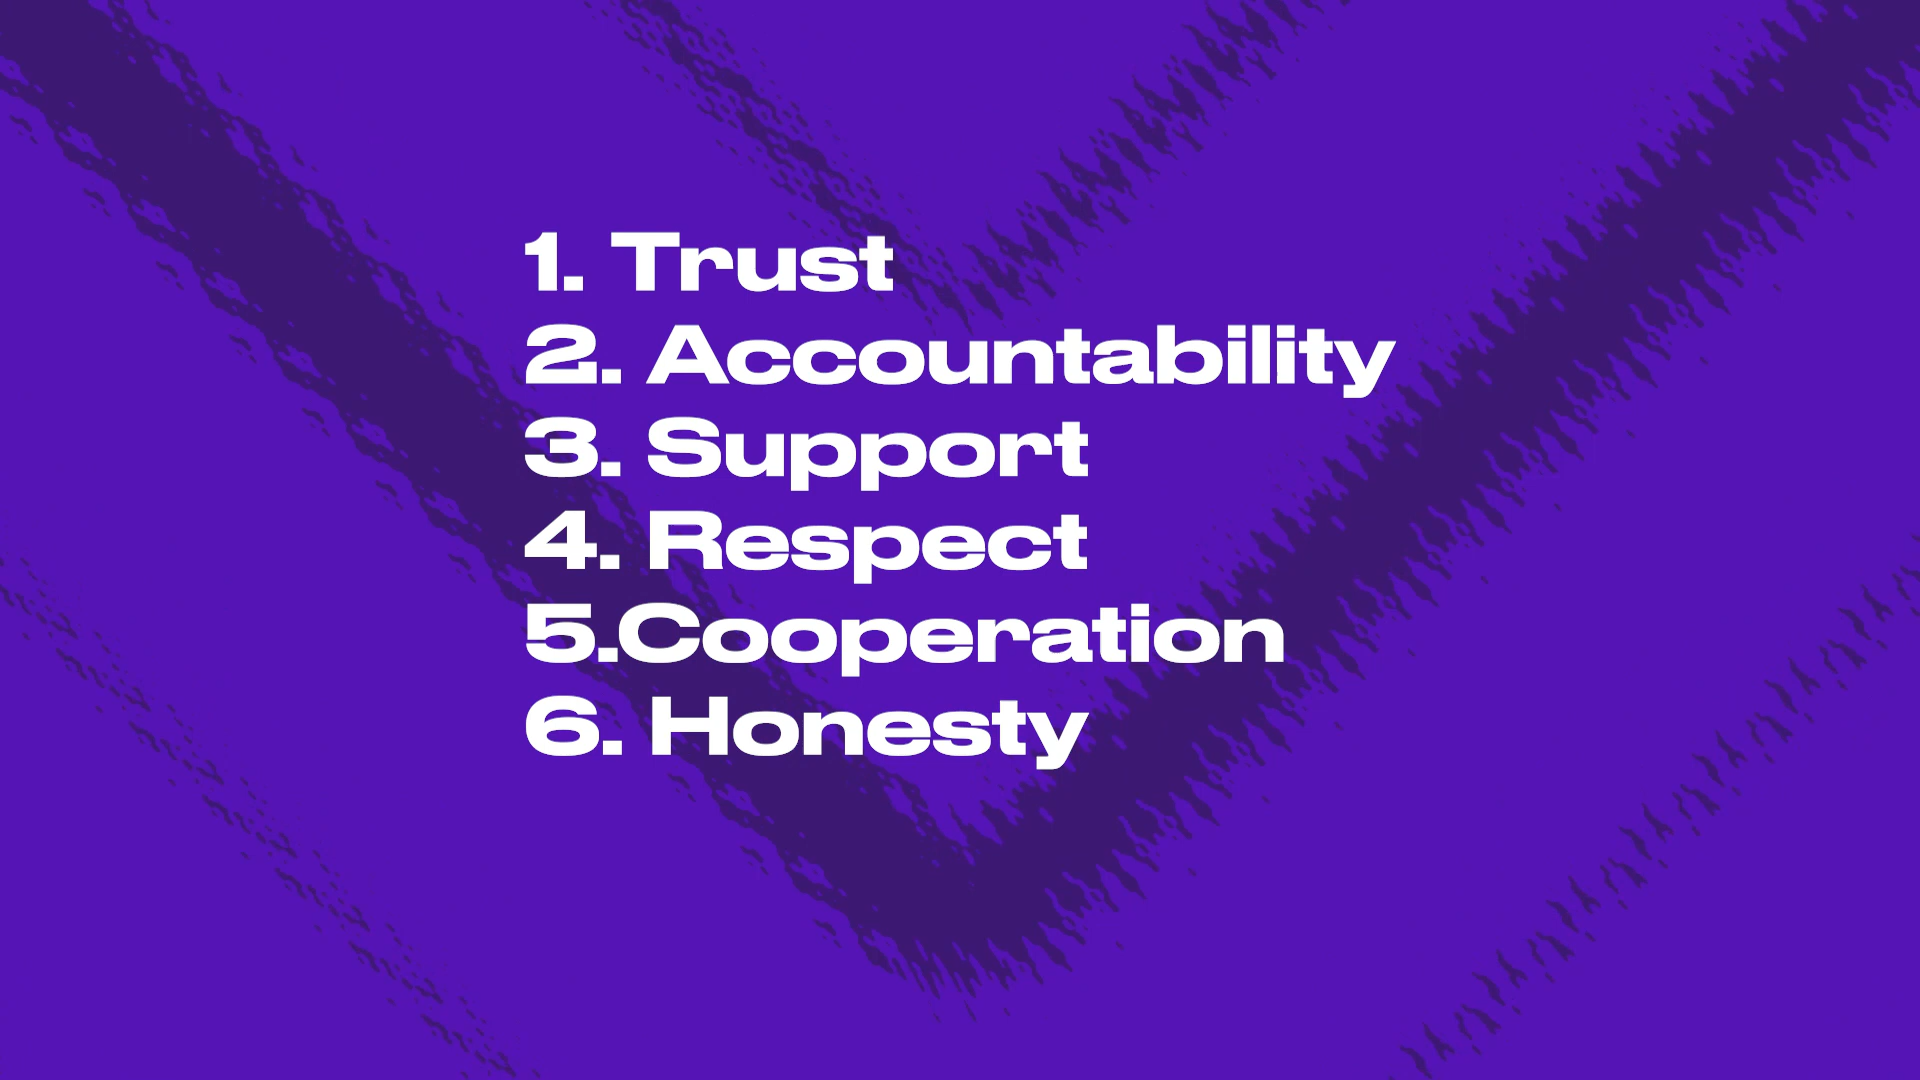 1. Trust
2. Accountability
3. Support
4. Respect
5.Cooperation
6. Honesty